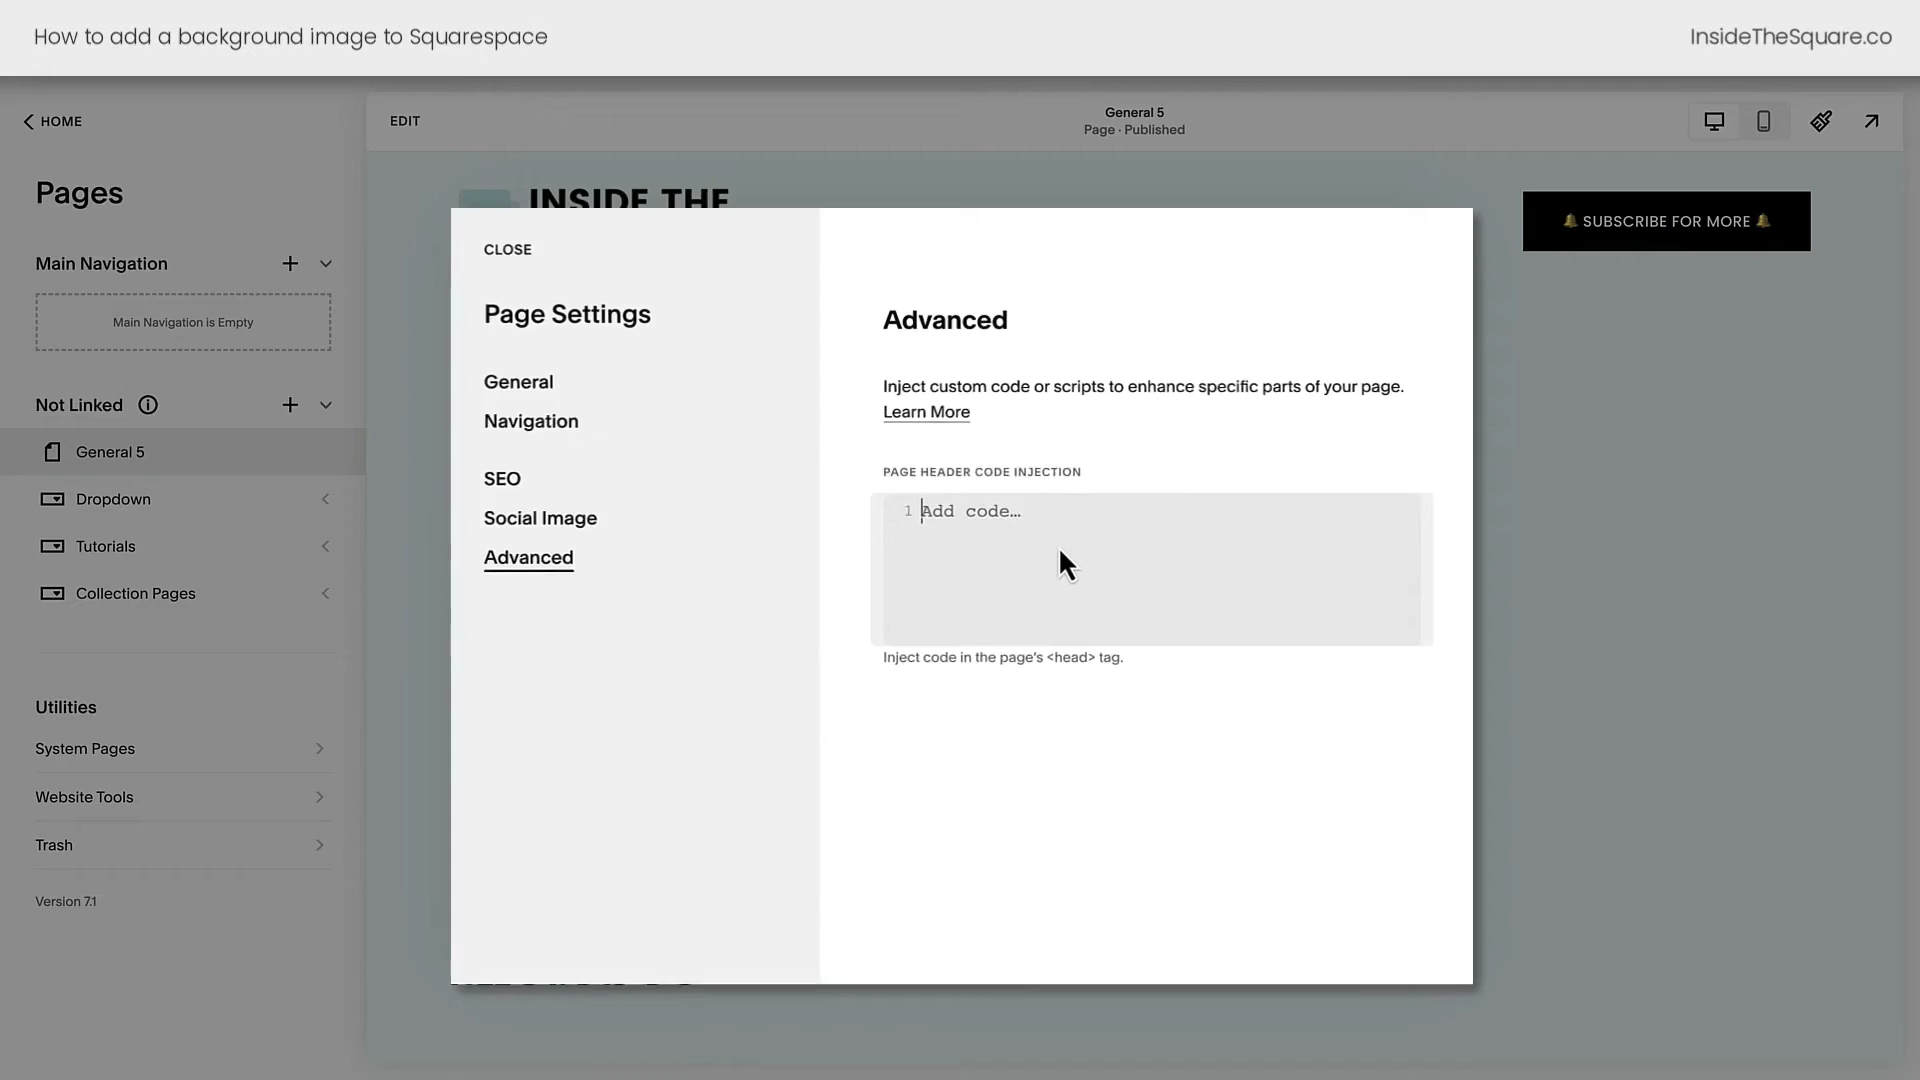 How to add a background image to Squarespace
InsideTheSquare.co
HOME
EDIT
General 5
Page · Published
Pages
Main Navigation
Main Navigation is Empty
Not Linked
General 5
Dropdown
Tutorials
Collection Pages
Utilities
System Pages
Website Tools
Trash
Version 7.1
INSIDE THE
🔔 SUBSCRIBE FOR MORE 🔔
CLOSE
Page Settings
General
Navigation
SEO
Social Image
Advanced
Advanced
Inject custom code or scripts to enhance specific parts of your page.
Learn More
PAGE HEADER CODE INJECTION
1 Add code…
Inject code in the page's <head> tag.